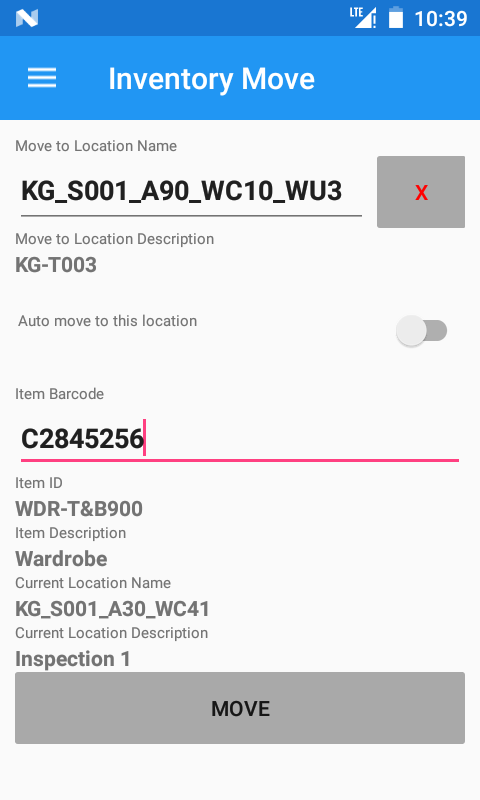 LTE 10:39
Inventory Move
Move to Location Name
KG_S001_A90_WC10_WU3
X
Move to Location Description
KG-T003
Auto move to this location
Item Barcode
C2845256
Item ID
WDR-T&B900
Item Description
Wardrobe
Current Location Name
KG_S001_A30_WC41
Current Location Description
Inspection 1
MOVE